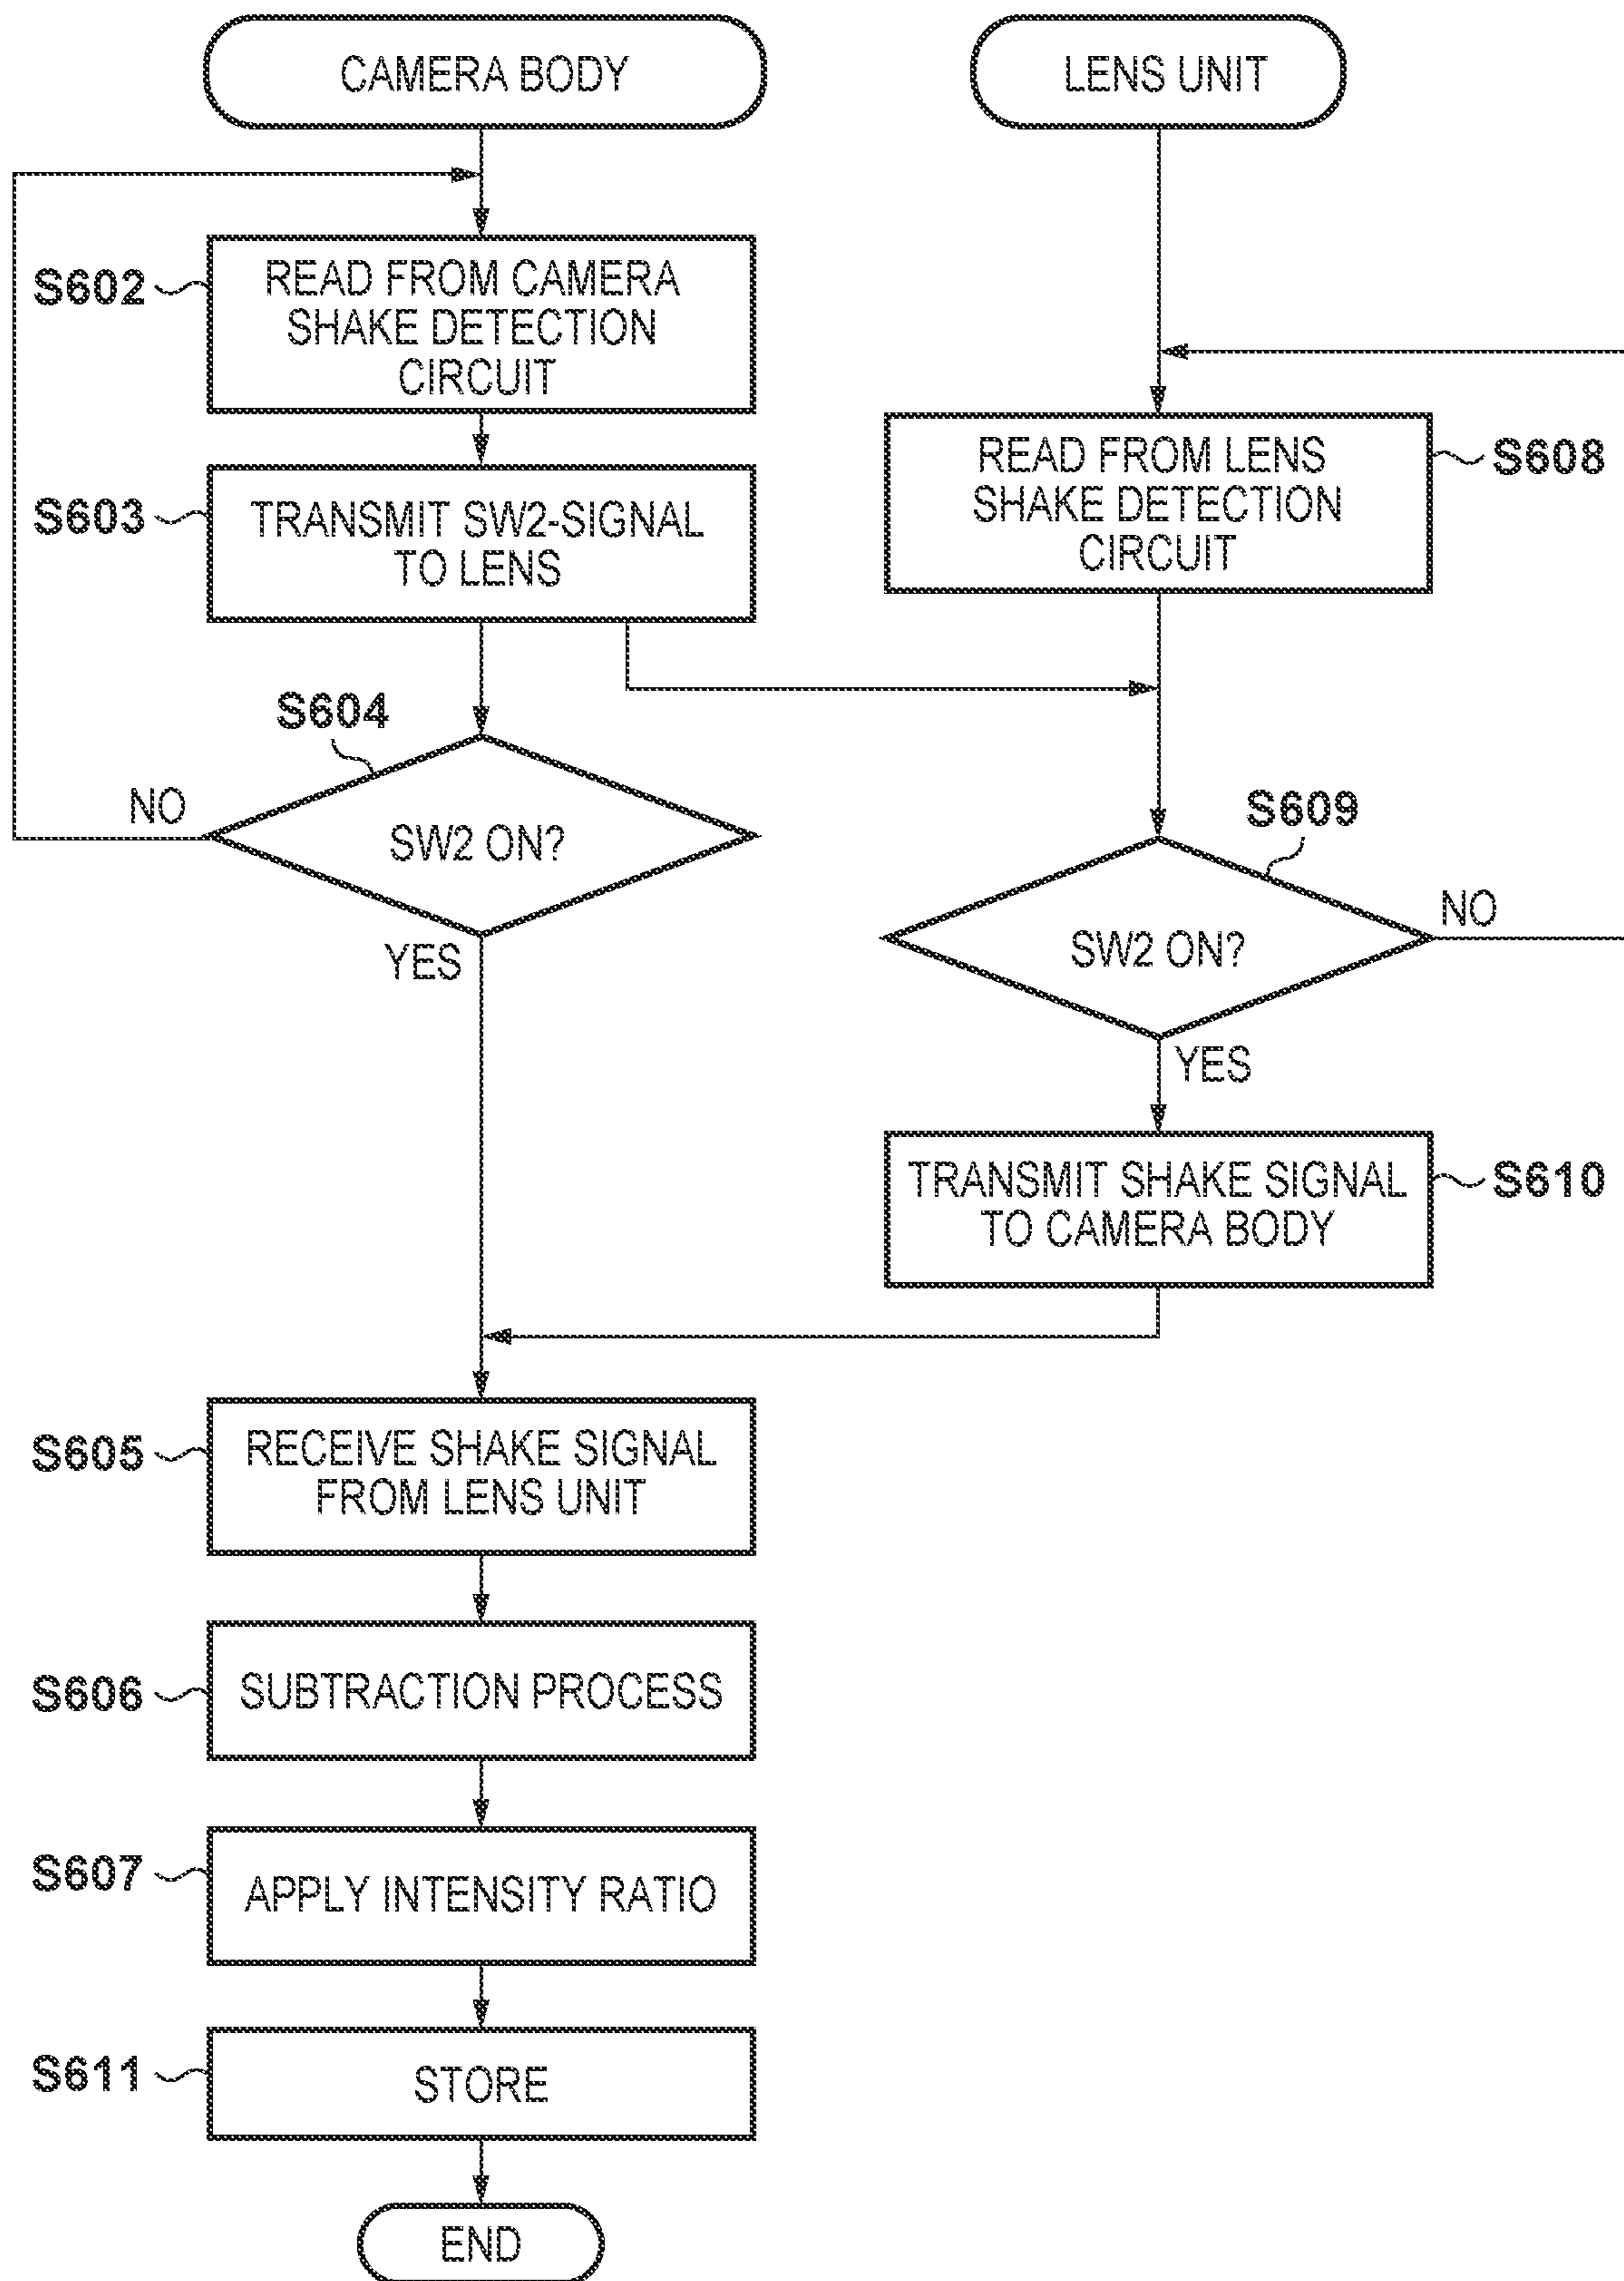 CAMERA BODY
LENS UNIT
S602
READ FROM CAMERA
SHAKE DETECTION
CIRCUIT
S603
TRANSMIT SW2-SIGNAL
TO LENS
READ FROM LENS
SHAKE DETECTION
CIRCUIT
S608
S604
NO
SW2 ON?
YES
S609
NO
SW2 ON?
YES
TRANSMIT SHAKE SIGNAL
TO CAMERA BODY
S610
S605
RECEIVE SHAKE SIGNAL
FROM LENS UNIT
S606
SUBTRACTION PROCESS
S607
APPLY INTENSITY RATIO
S611
STORE
END